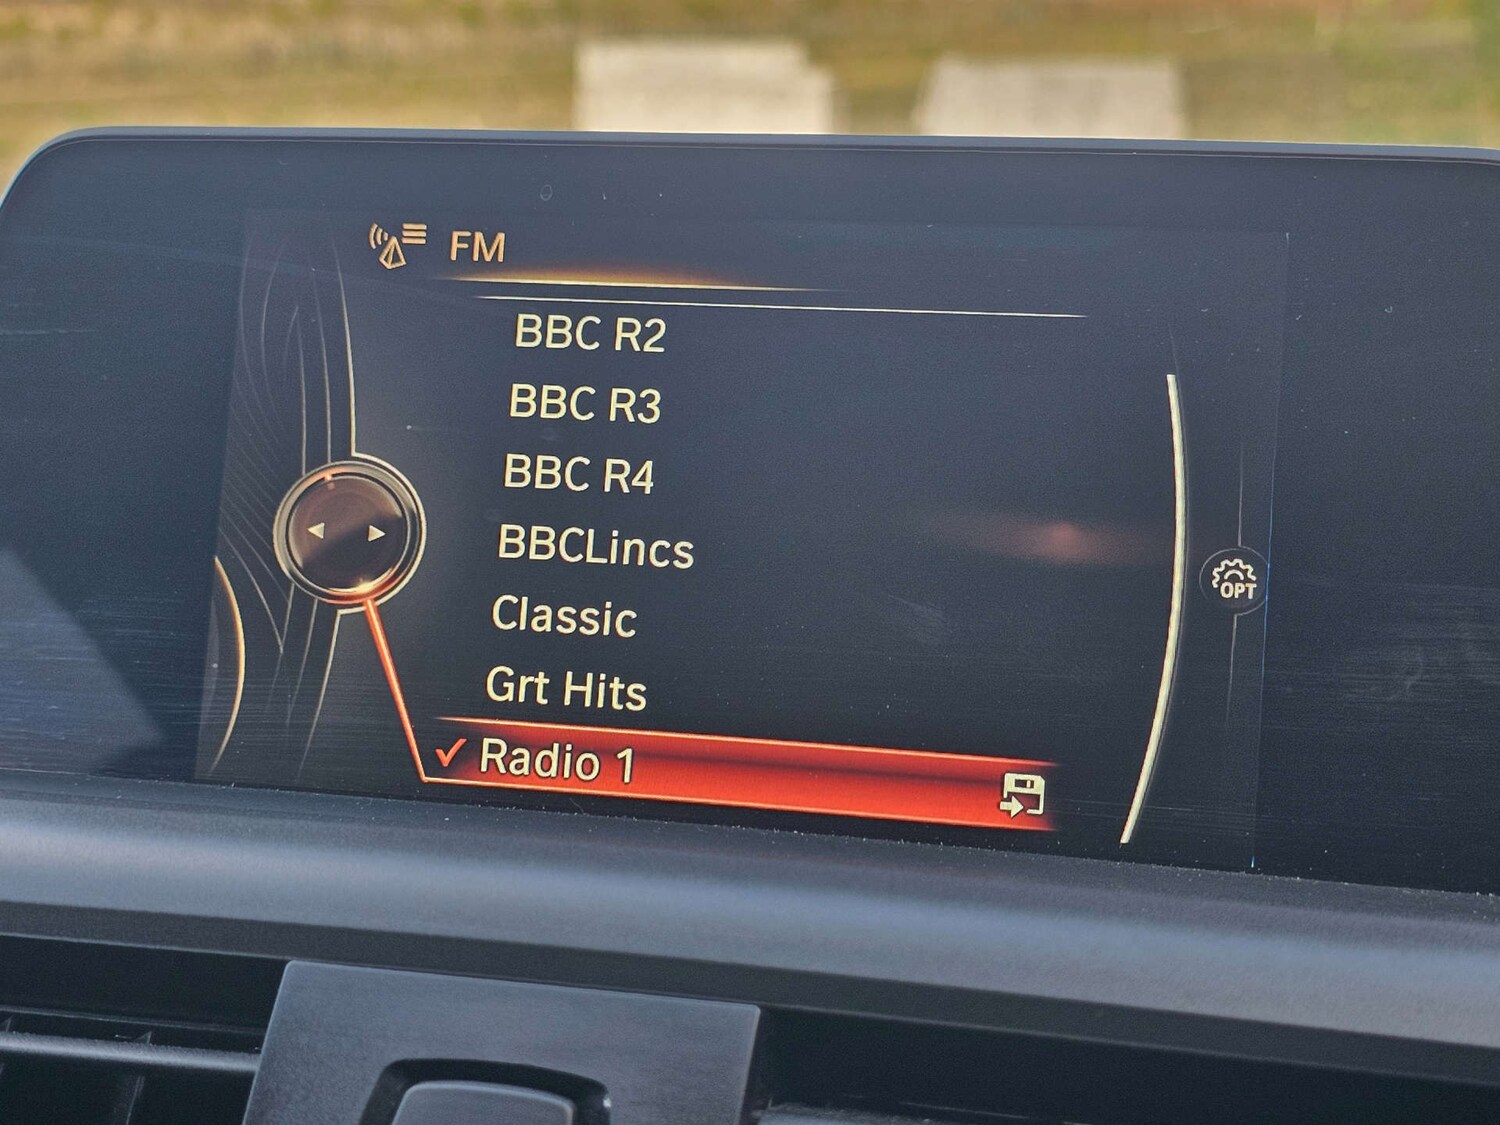 FM
BBC R2
BBC R3
BBC R4
BBCLincs
Classic
Grt Hits
Radio 1
OPT